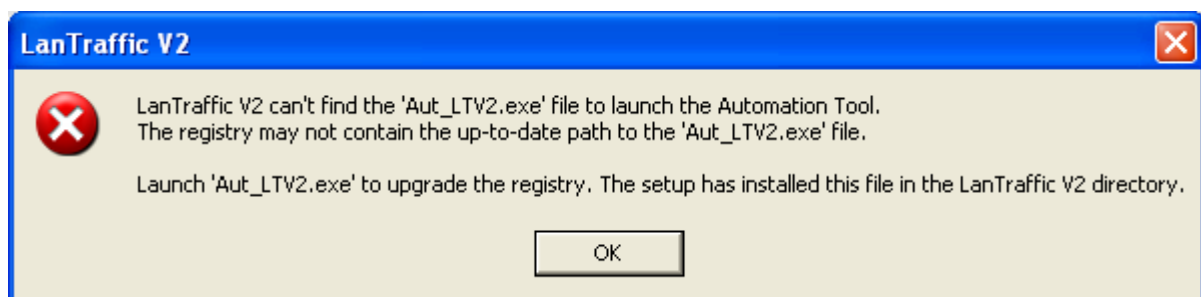 LanTraffic V2
LanTraffic V2 can't find the 'Aut_LTV2.exe' file to launch the Automation Tool.
The registry may not contain the up-to-date path to the 'Aut_LTV2.exe' file.
Launch 'Aut_LTV2.exe' to upgrade the registry. The setup has installed this file in the LanTraffic V2 directory.
OK